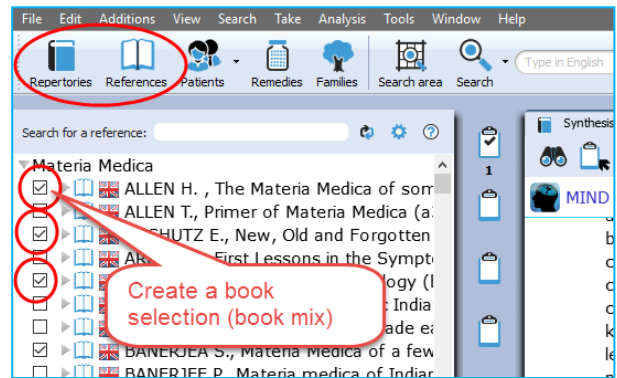 File Edit Additions View Search Take Analysis Tools Window Help
Repertories References Patients Remedies Families Search area Search Type in English
Search for a reference:
Synthesis
Materia Medica
1
ALLEN H. , The Materia Medica of som
MIND
ALLEN T., Primer of Materia Medica (a
SHUTZ E., New, Old and Forgotten
First Lessons in the Sympt
ogy (
Create a book
selection (book mix)
India
ade ea
BANERJEA S., Materia Medica of a few
BANERJEE P., Materia medica of Indian